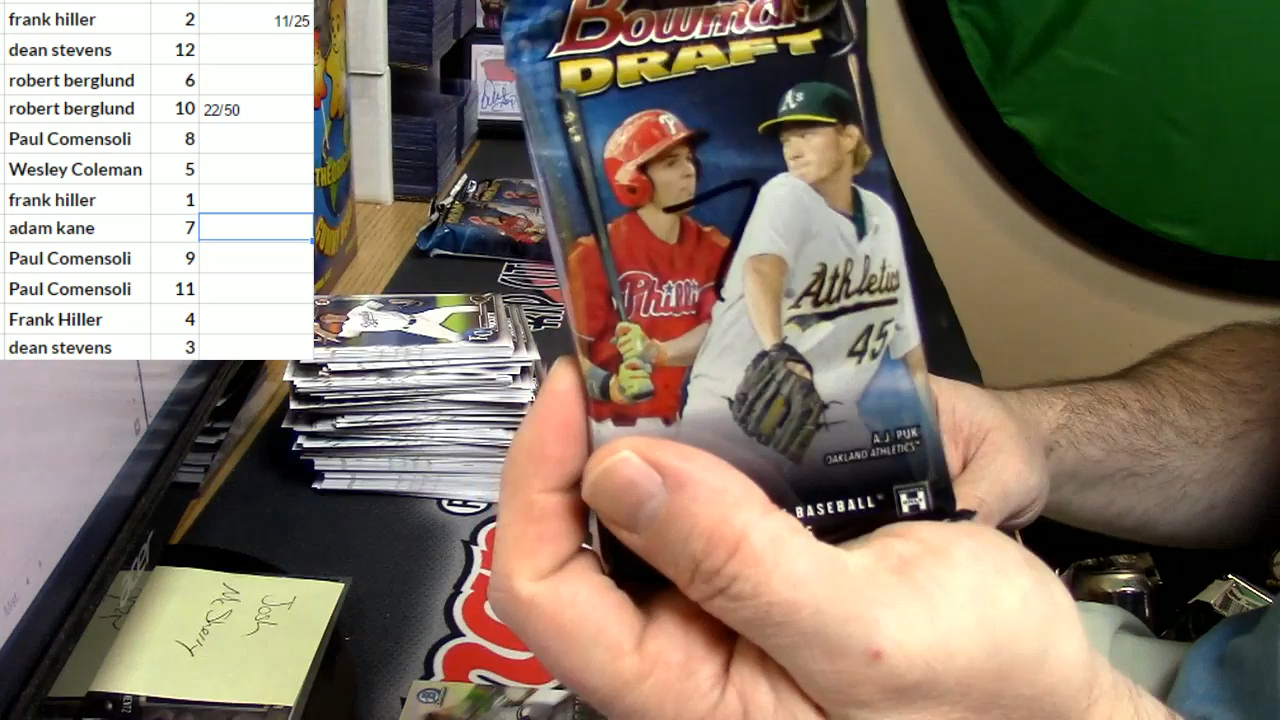 frank hiller 2 11/25
dean stevens 12
robert berglund 6
robert berglund 10 22/50
Paul Comensoli 8
Wesley Coleman 5
frank hiller 1
adam kane 7
Paul Comensoli 9
Paul Comensoli 11
Frank Hiller 4
dean stevens 3
Bowman
DRAFT
A's
P
Phillies
Athletics
45
A.J. PUK
OAKLAND ATHLETICS™
BASEBALL®
Josh